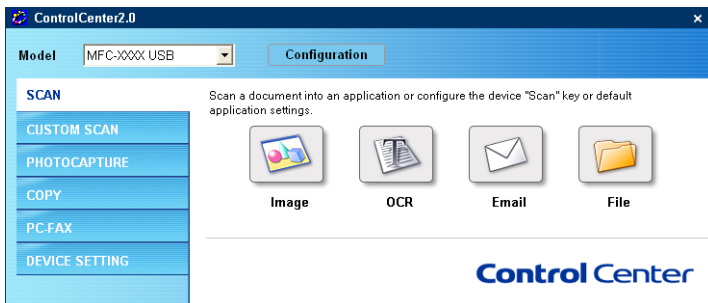 ControlCenter2.0
Model MFC-XXXX USB Configuration
SCAN
Scan a document into an application or configure the device "Scan" key or default
application settings.
CUSTOM SCAN
PHOTOCAPTURE
COPY
PC-FAX
DEVICE SETTING
Image OCR Email File
Control Center